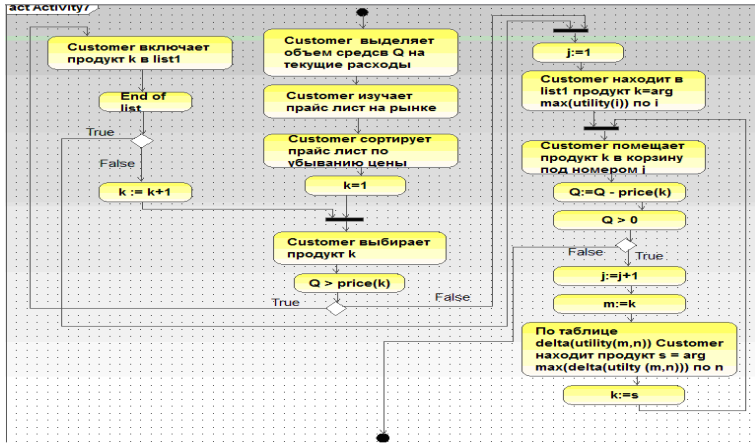 act Activity7
Customer включает
продукт k в list1
End of
list
True
False
k := k+1
Customer выделяет
объем средсв Q на
текущие расходы
Customer изучает
прайс лист на рынке
Customer сортирует
прайс лист по
убыванию цены
k=1
Customer выбирает
продукт k
Q > price(k)
True
False
j:=1
Customer находит в
list1 продукт k=arg
max(utility(i)) по i
Customer помещает
продукт k в корзину
под номером j
Q:=Q - price(k)
Q > 0
False
True
j:=j+1
m:=k
По таблице
delta(utility(m,n)) Customer
находит продукт s = arg
max(delta(utilty (m,n))) по n
k:=s